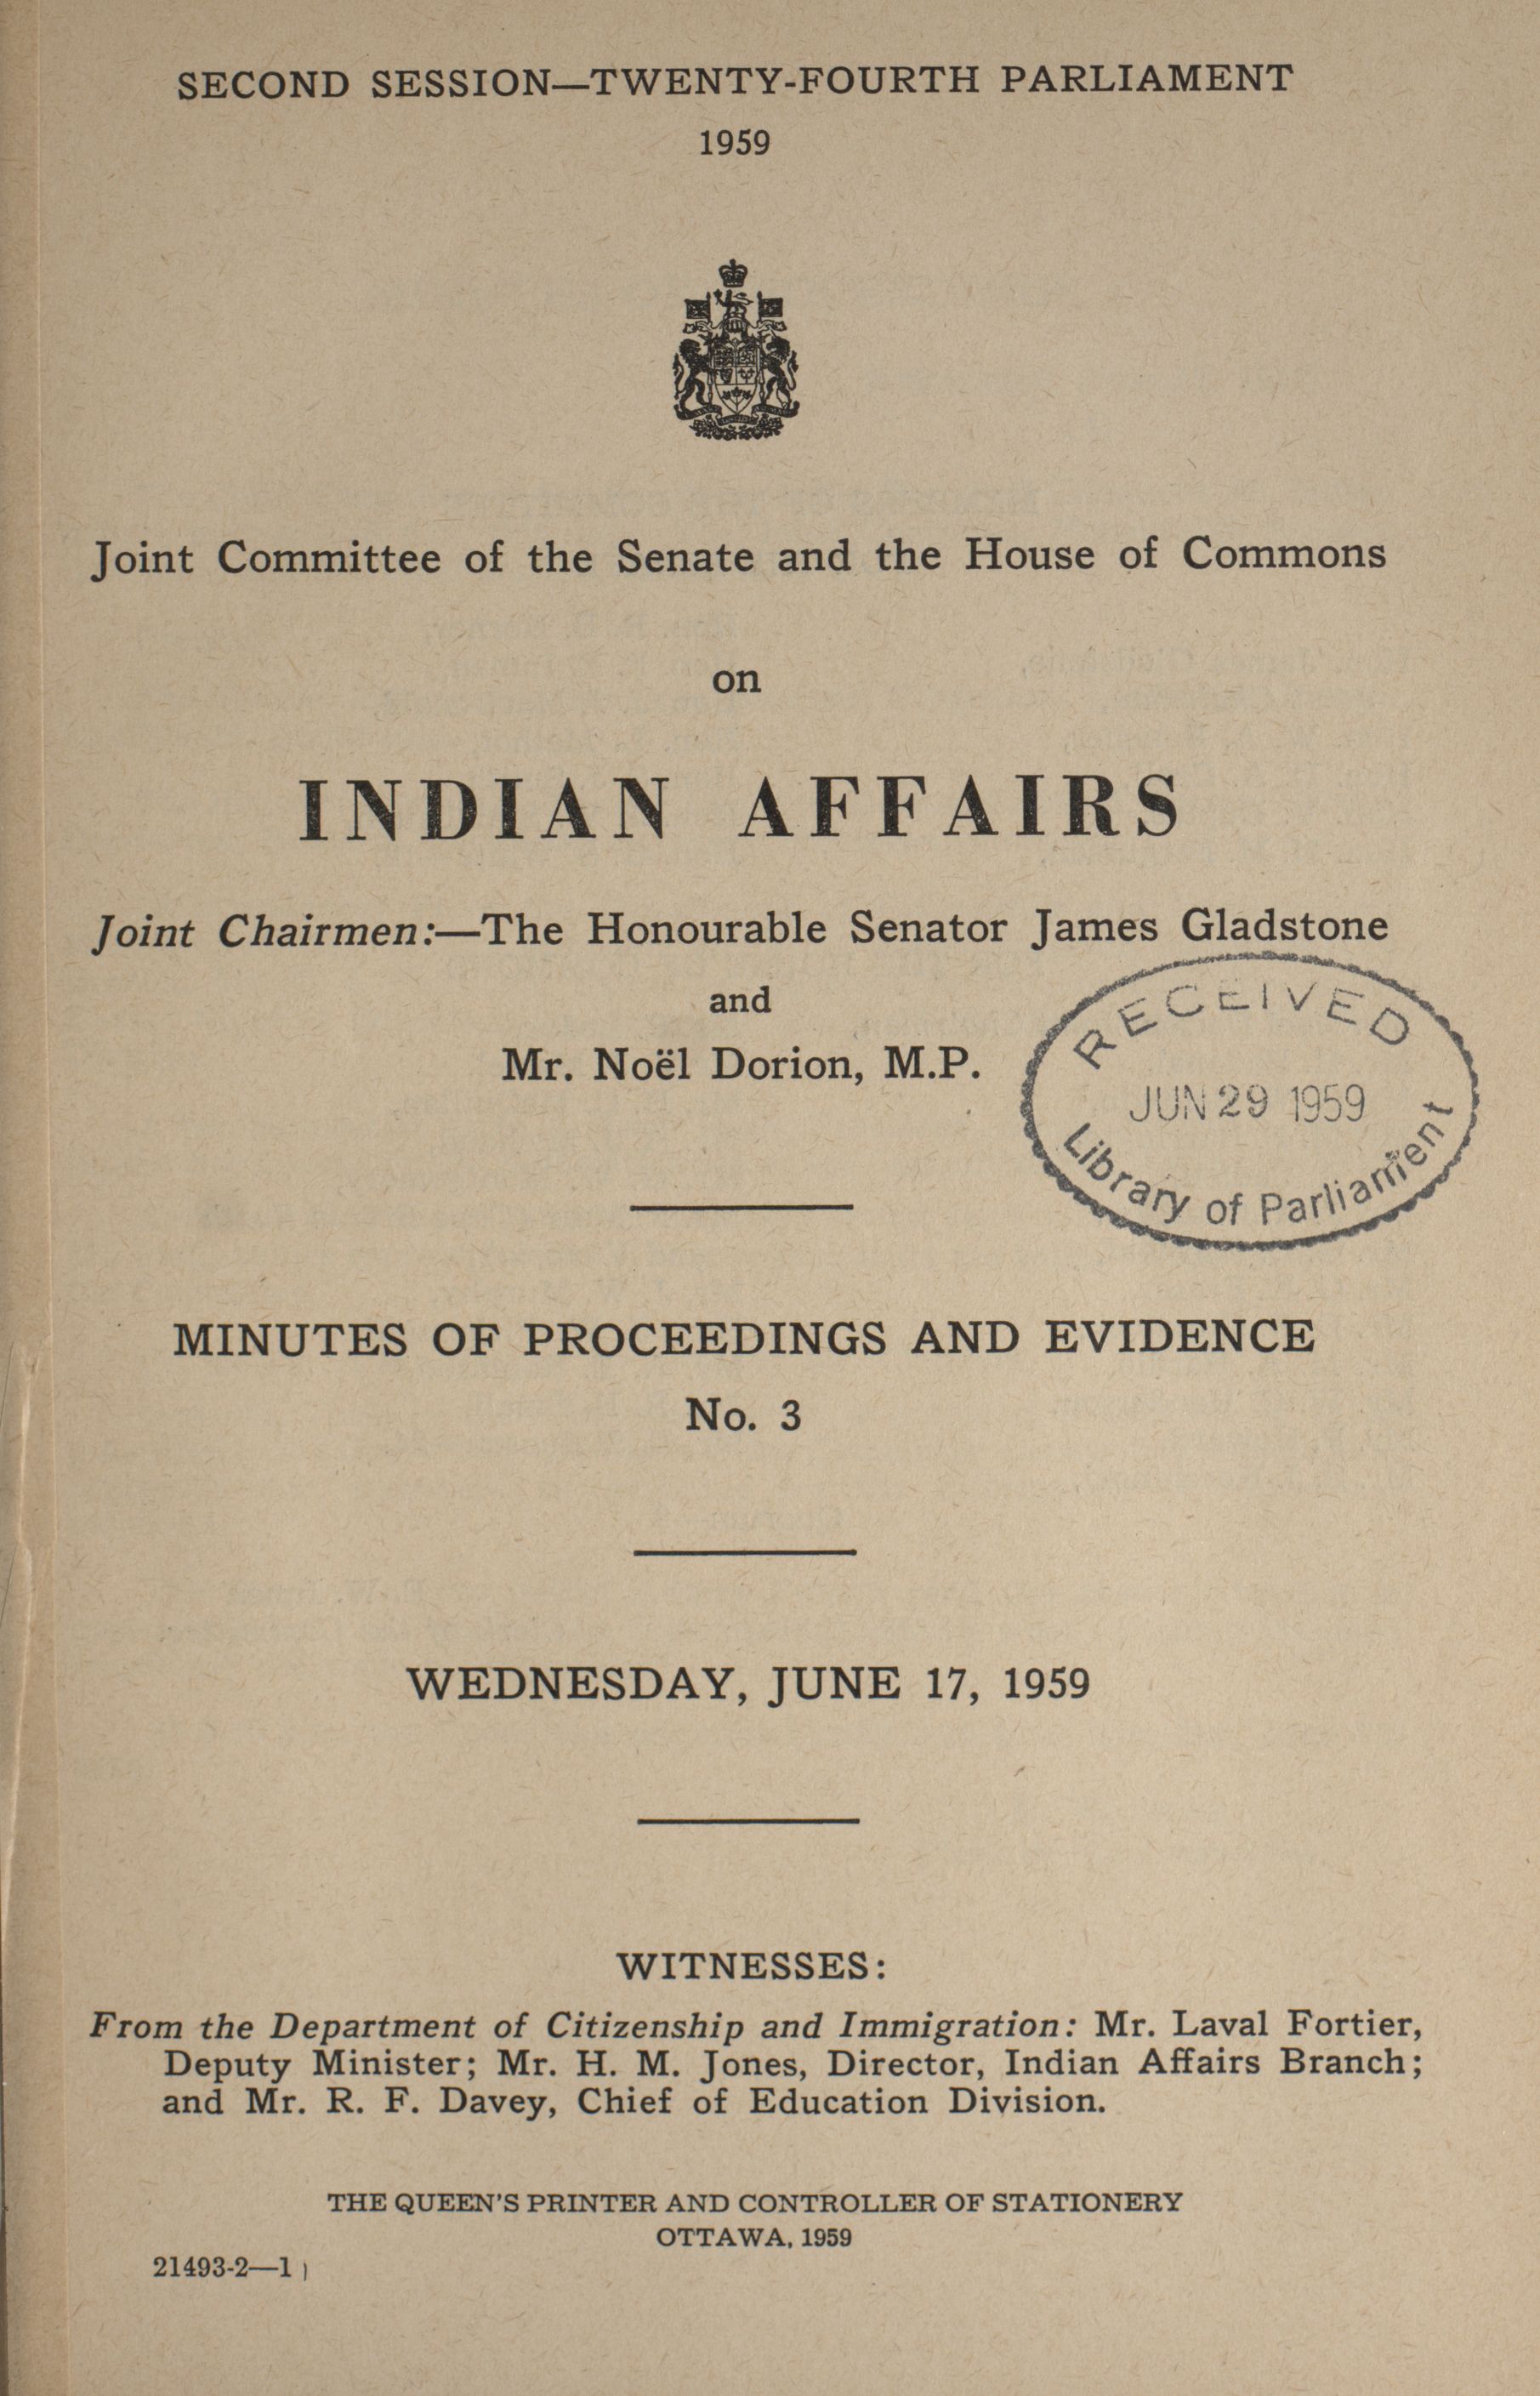 SECOND SESSION—TWENTY-FOURTH PARLIAMENT
1959
Joint Committee of the Senate and the House of Commons
on
INDIAN AFFAIRS
Joint Chairmen:—The Honourable Senator James Gladstone
and
Mr. Noël Dorion, M.P.
RECEIVED
JUN 29 1959
Library of Parliament
MINUTES OF PROCEEDINGS AND EVIDENCE
No. 3
WEDNESDAY, JUNE 17, 1959
WITNESSES:
From the Department of Citizenship and Immigration: Mr. Laval Fortier,
Deputy Minister; Mr. H. M. Jones, Director, Indian Affairs Branch;
and Mr. R. F. Davey, Chief of Education Division.
THE QUEEN'S PRINTER AND CONTROLLER OF STATIONERY
OTTAWA, 1959
21493-2—1